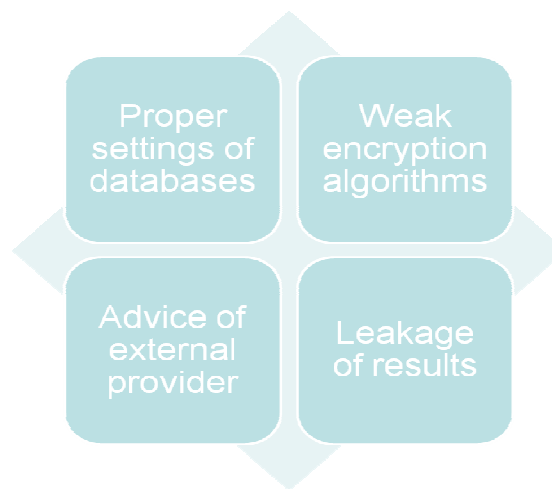 Proper
settings of
databases
Weak
encryption
algorithms
Advice of
external
provider
Leakage
of results